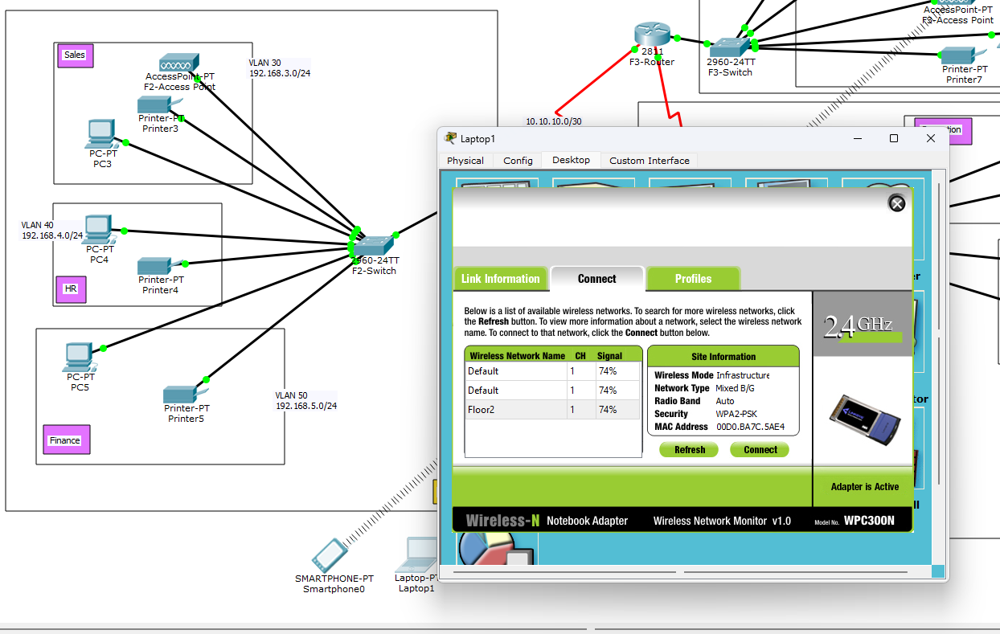 Sales
AccessPoint-PT
F2-Access Point
VLAN 30
192.168.3.0/24
Printer-PT
Printer3
PC-PT
PC3
VLAN 40
192.168.4.0/24
PC-PT
PC4
Printer-PT
Printer4
HR
2960-24TT
F2-Switch
PC-PT
PC5
Printer-PT
Printer5
VLAN 50
192.168.5.0/24
Finance
SMARTPHONE-PT
Smartphone0
Laptop-PT
Laptop1
2811
F3-Router
2960-24TT
F3-Switch
AccessPoint-PT
F3-Access Point
Printer-PT
Printer7
10.10.10.0/30
Laptop1
Physical Config Desktop Custom Interface
Link Information Connect Profiles
Below is a list of available wireless networks. To search for more wireless networks, click
the Refresh button. To view more information about a network, select the wireless network
name. To connect to that network, click the Connect button below.
Wireless Network Name CH Signal
Default 1 74%
Default 1 74%
Floor2 1 74%
Site Information
Wireless Mode Infrastructure
Network Type Mixed B/G
Radio Band Auto
Security WPA2-PSK
MAC Address 00D0.BA7C.5AE4
Refresh Connect
2.4GHz
Adapter is Active
Wireless-N Notebook Adapter Wireless Network Monitor v1.0 Model No. WPC300N